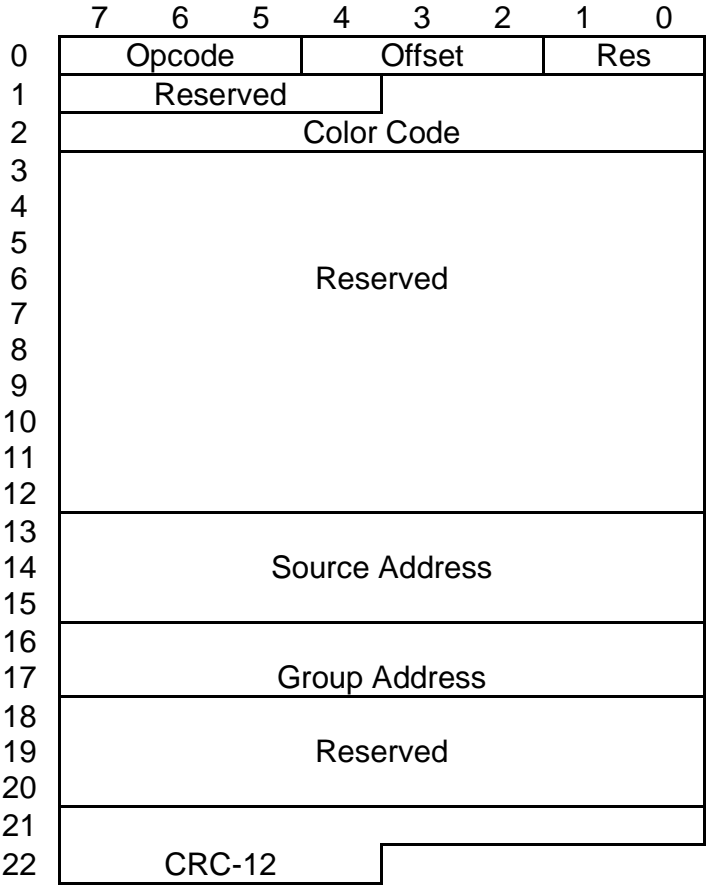 7 6 5 4 3 2 1 0
0 Opcode Offset Res
1 Reserved
2 Color Code
3
4
5
6 Reserved
7
8
9
10
11
12
13
14 Source Address
15
16
17 Group Address
18
19 Reserved
20
21
22 CRC-12